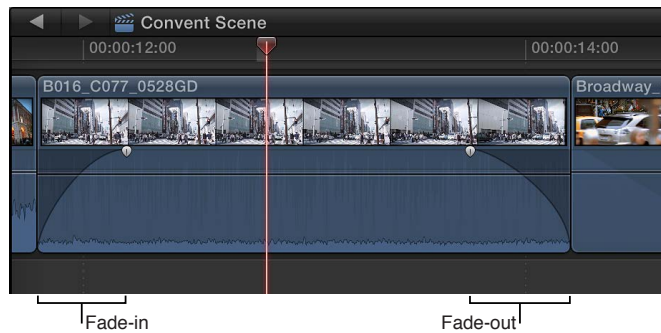 Convent Scene
00:00:12:00
00:00:14:00
B016_C077_0528GD
Broadway_
Fade-in
Fade-out